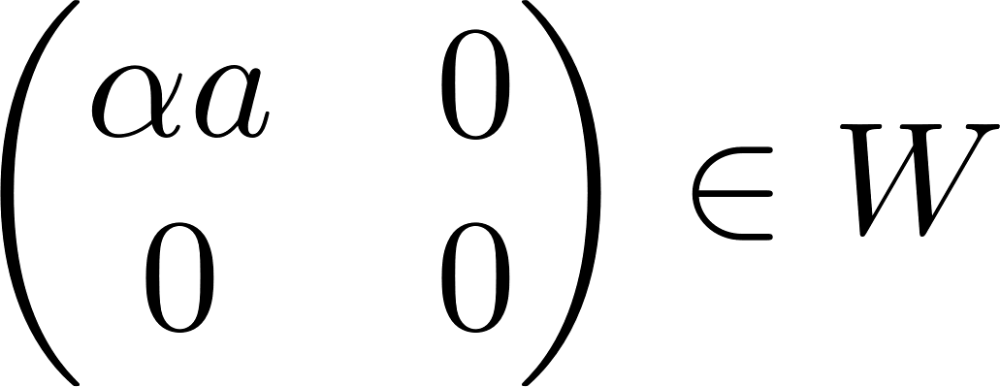 \begin{pmatrix} \alpha a & 0 \\ 0 & 0 \end{pmatrix} \in W